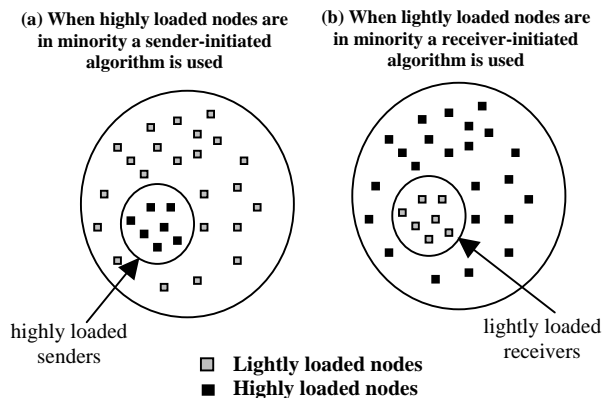 (a) When highly loaded nodes are
in minority a sender-initiated
algorithm is used
(b) When lightly loaded nodes are
in minority a receiver-initiated
algorithm is used
highly loaded
senders
lightly loaded
receivers
Lightly loaded nodes
Highly loaded nodes